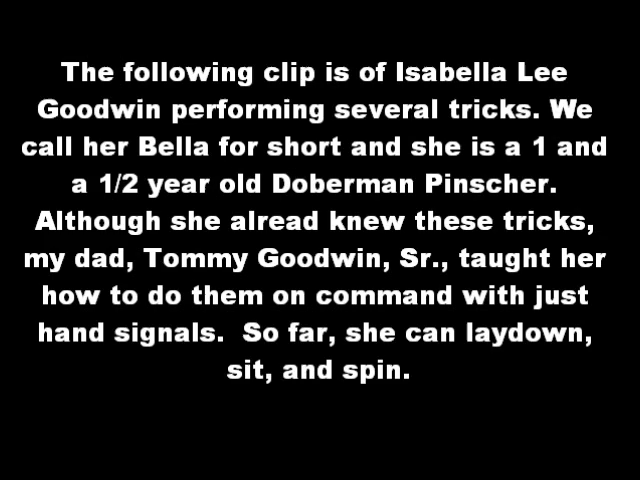 The following clip is of Isabella Lee
Goodwin performing several tricks. We
call her Bella for short and she is a 1 and
a 1/2 year old Doberman Pinscher.
Although she alread knew these tricks,
my dad, Tommy Goodwin, Sr., taught her
how to do them on command with just
hand signals.  So far, she can laydown,
sit, and spin.